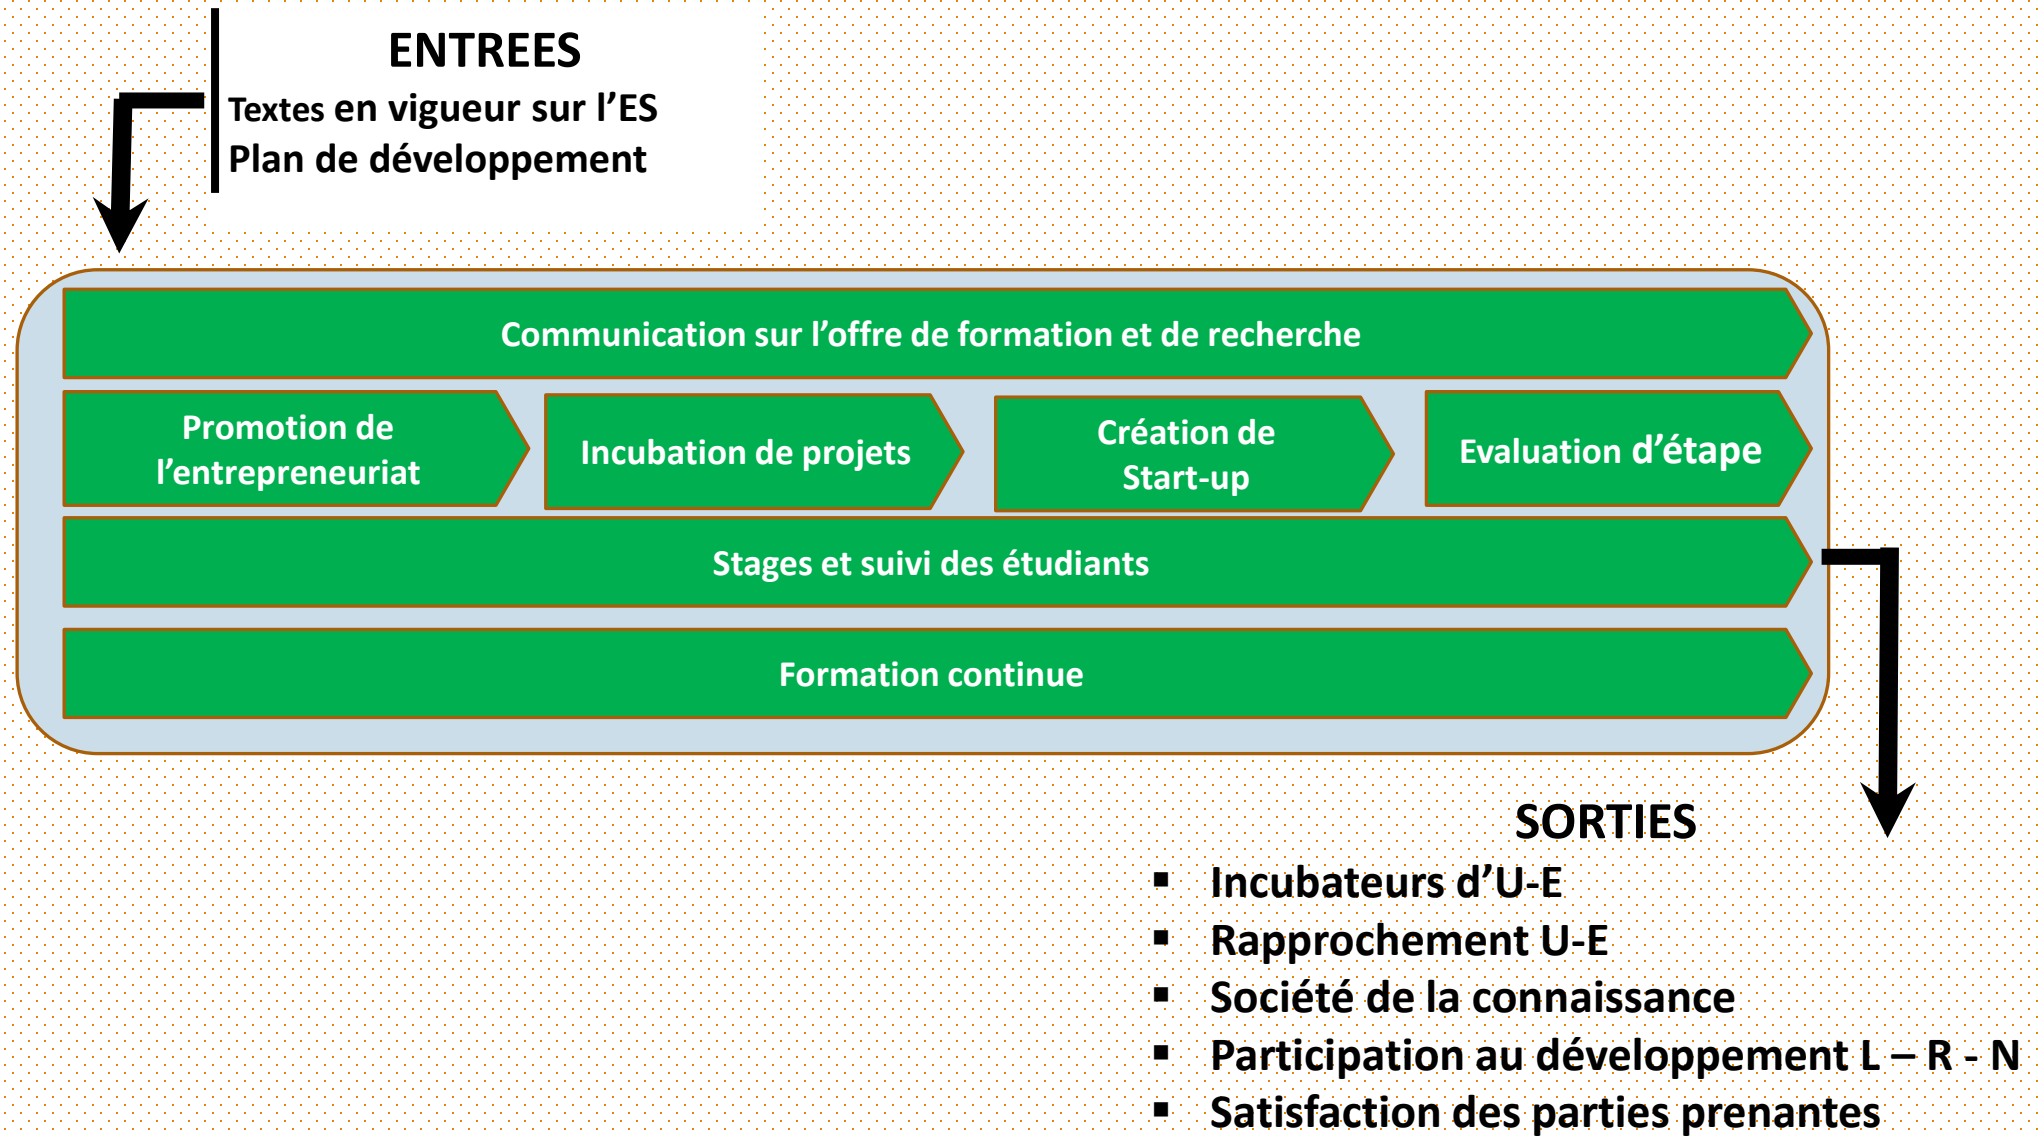 ENTREES
Textes en vigueur sur l’ES
Plan de développement
Communication sur l’offre de formation et de recherche
Promotion de
l’entrepreneuriat
Incubation de projets
Création de
Start-up
Evaluation d’étape
Stages et suivi des étudiants
Formation continue
SORTIES
▪ Incubateurs d’U-E
▪ Rapprochement U-E
▪ Société de la connaissance
▪ Participation au développement L – R - N
▪ Satisfaction des parties prenantes